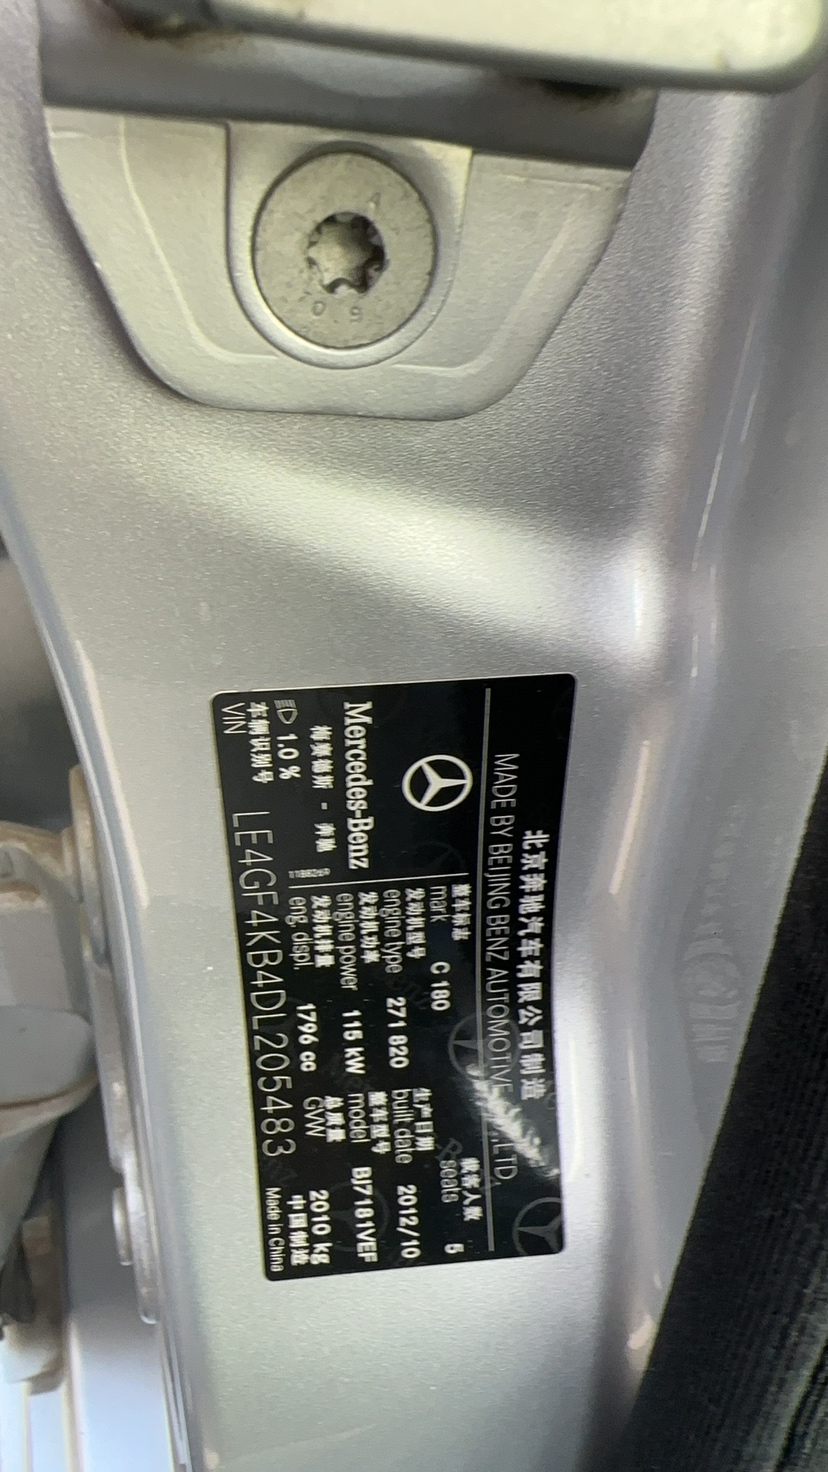 北京奔驰汽车有限公司制造
MADE BY BEIJING BENZ AUTOMOTIVE LTD
Mercedes-Benz
梅赛德斯 - 奔驰
1.0 %
整车标志 mark C 180
乘客人数 seats 5
发动机型号 engine type 271 820
生产日期 built date 2012/10
发动机功率 engine power 115 kW
整车型号 model BJ7181VEF
发动机排量 eng. displ. 1796 cc
总质量 GVW 2010 kg
车辆识别号 VIN LE4GF4KB4DL205483
中国制造 Made in China